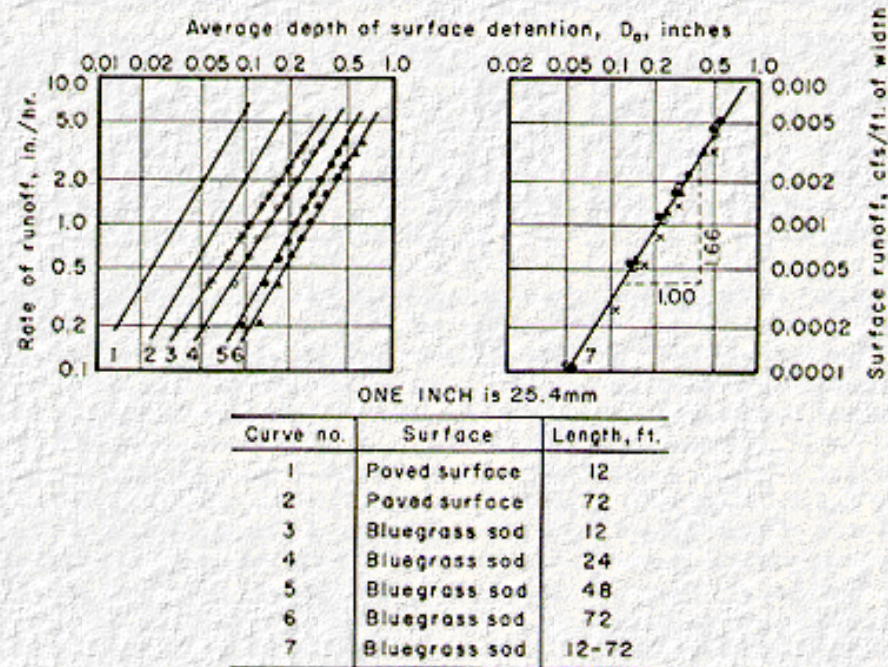 Average depth of surface detention, Dₐ, inches
0.01 0.02 0.05 0.1 0.2 0.5 1.0
0.02 0.05 0.1 0.2 0.5 1.0
Rate of runoff, in./hr.
10.0
5.0
2.0
1.0
0.5
0.2
0.1
1 2 3 4 5 6
7
1.00
1.66
0.010
0.005
0.002
0.001
0.0005
0.0002
0.0001
Surface runoff, cfs/ft of width
ONE INCH is 25.4mm
Curve no. Surface Length, ft.
1 Paved surface 12
2 Paved surface 72
3 Bluegrass sod 12
4 Bluegrass sod 24
5 Bluegrass sod 48
6 Bluegrass sod 72
7 Bluegrass sod 12-72